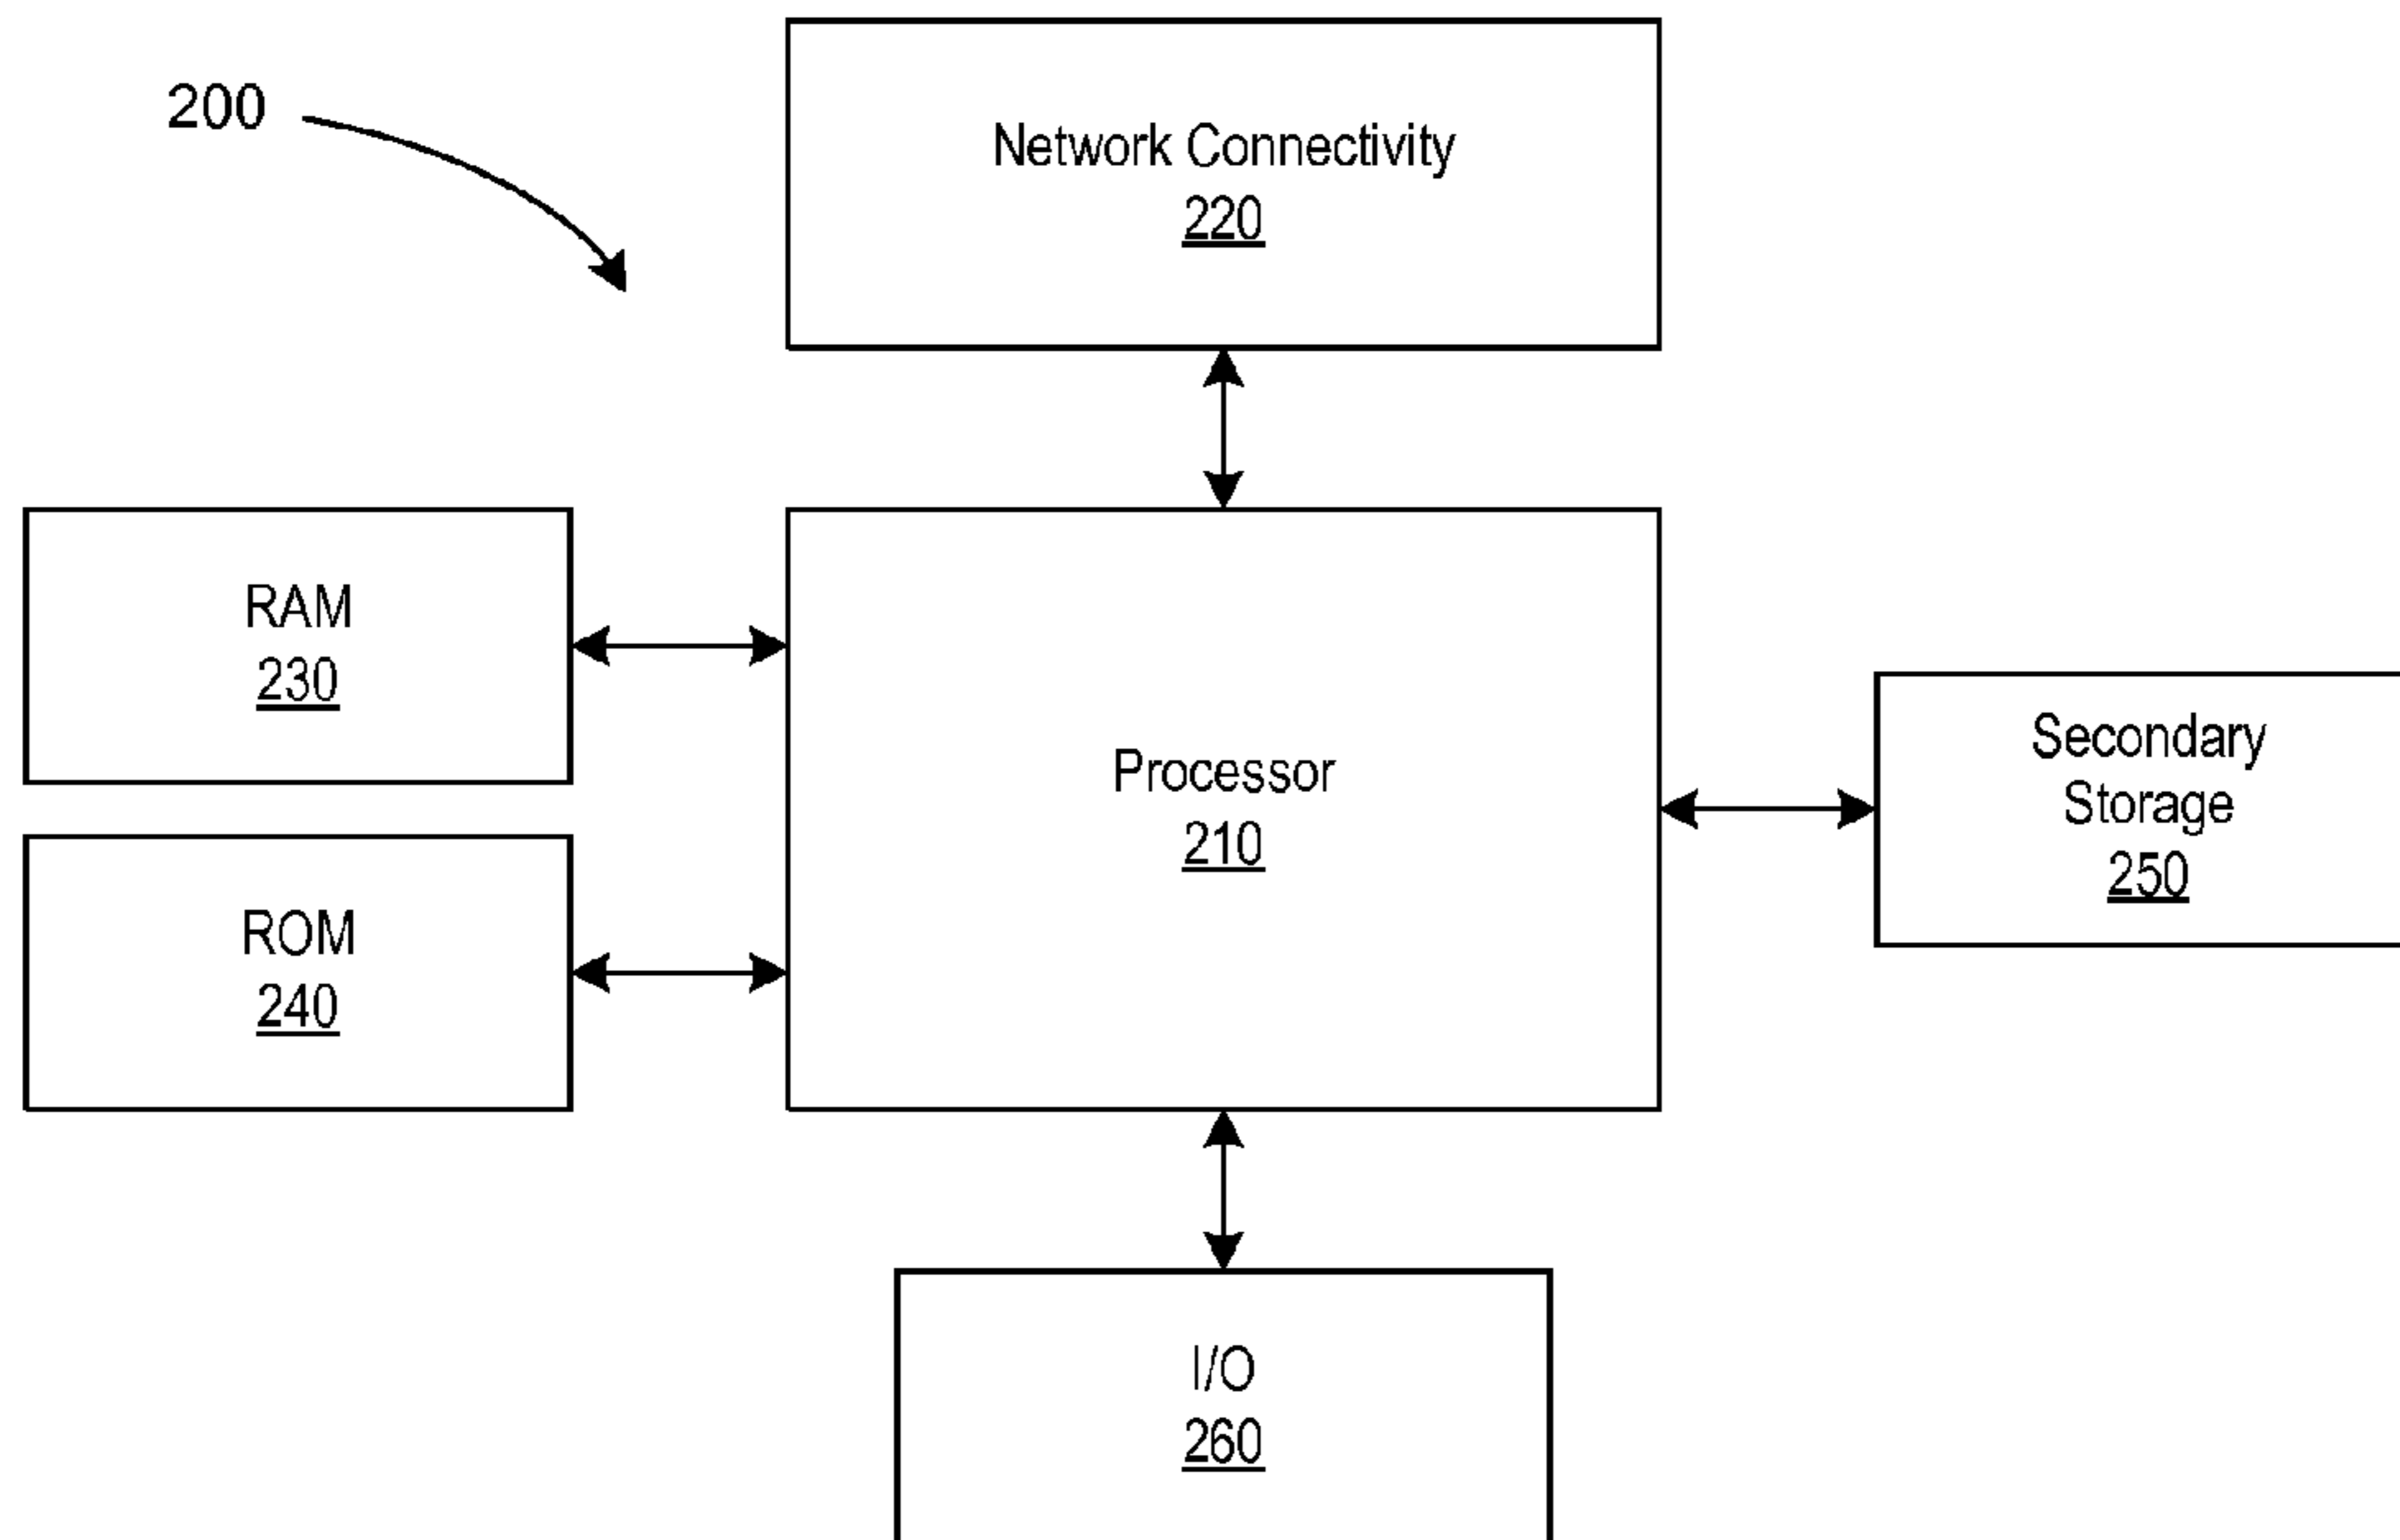 200
Network Connectivity
220
RAM
230
Processor
210
Secondary
Storage
250
ROM
240
I/O
260